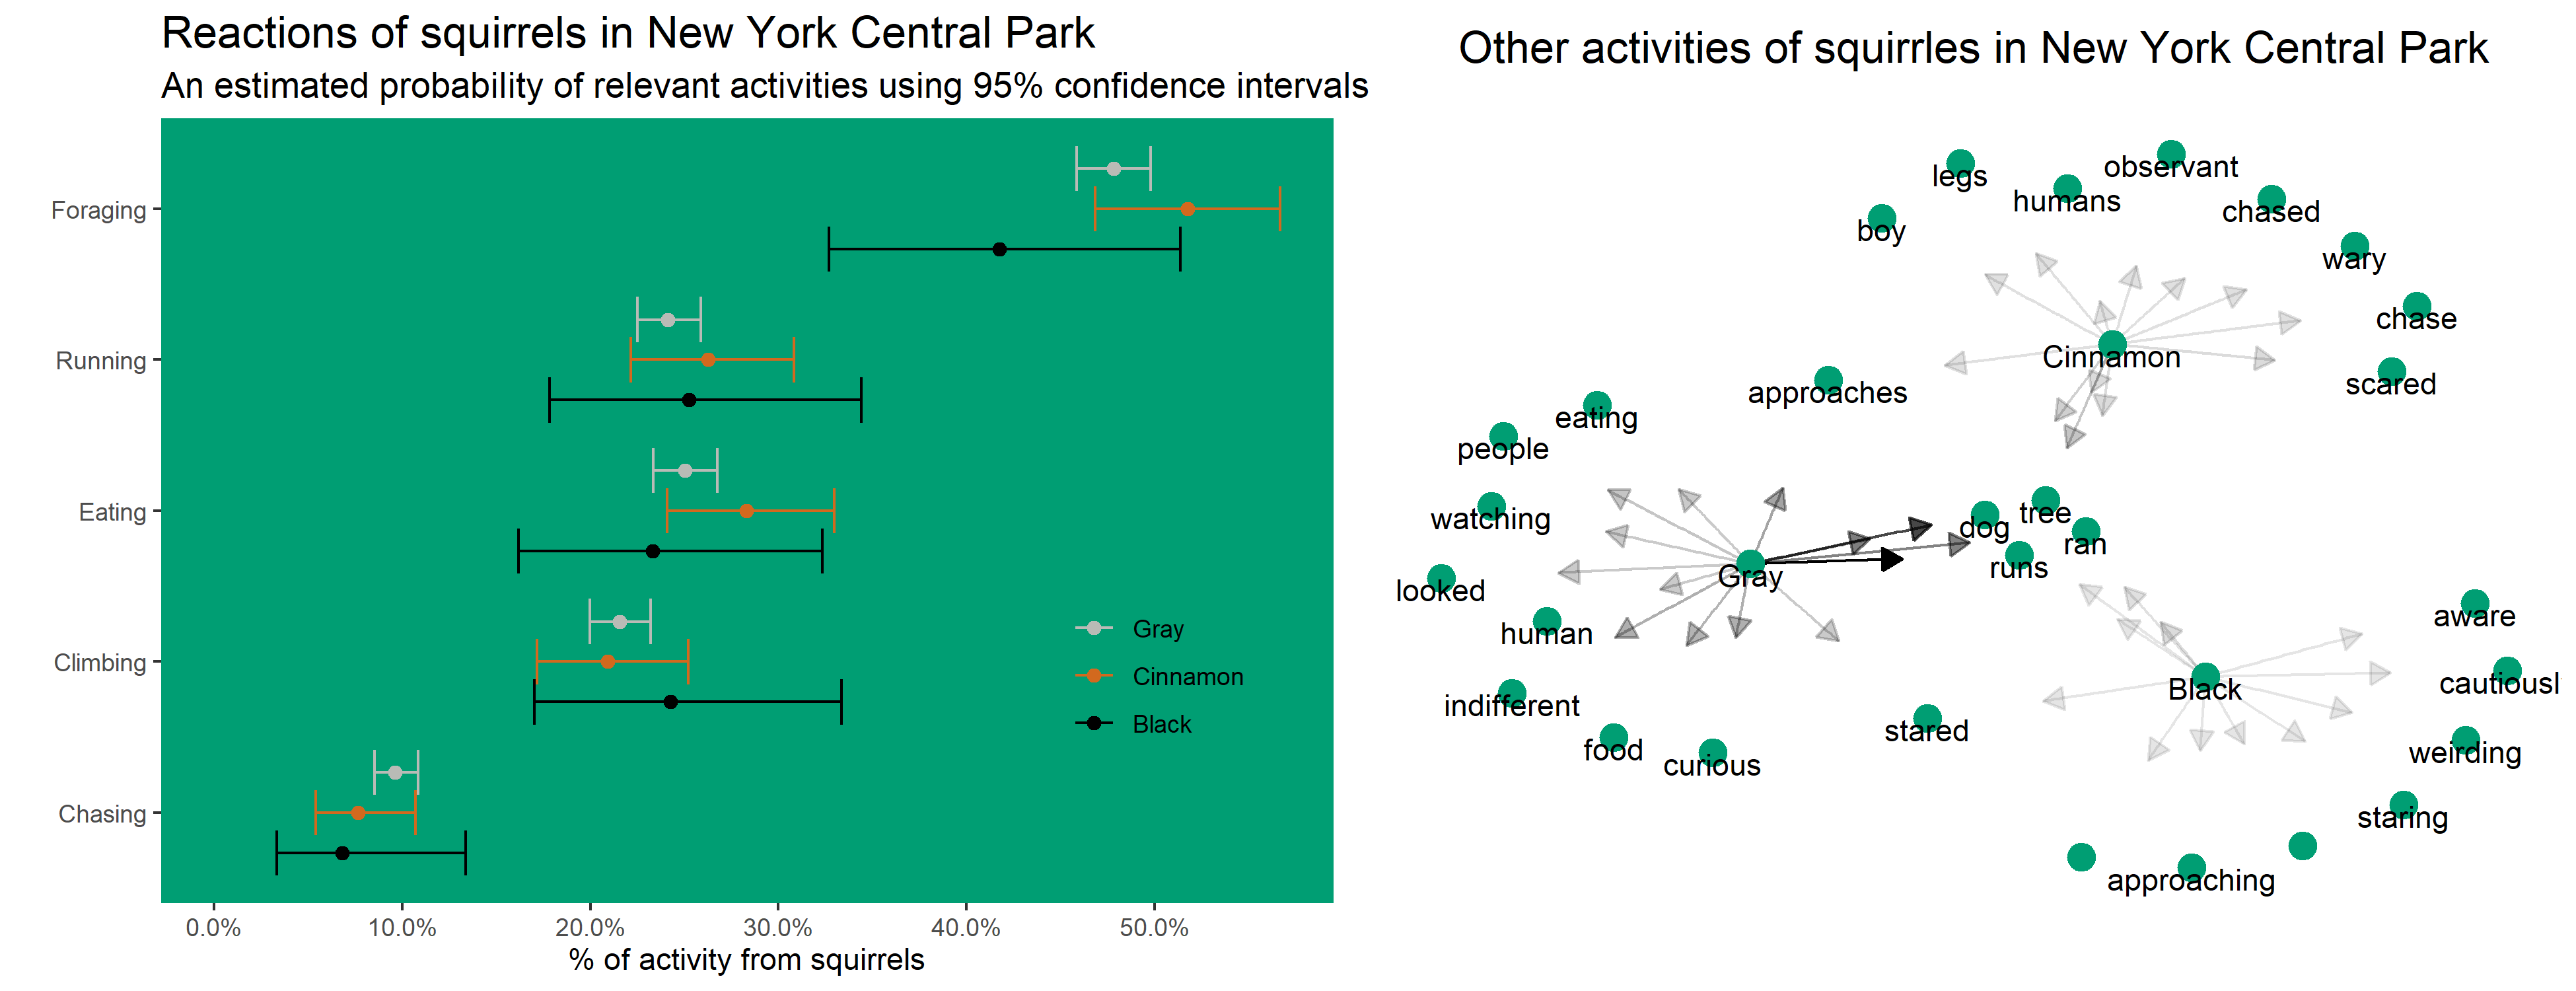 Reactions of squirrels in New York Central Park
An estimated probability of relevant activities using 95% confidence intervals
Foraging
Running
Eating
Climbing
Chasing
Gray
Cinnamon
Black
0.0%
10.0%
20.0%
30.0%
40.0%
50.0%
% of activity from squirrels
Other activities of squirrles in New York Central Park
observant
legs
humans
chased
boy
wary
chase
Cinnamon
scared
approaches
eating
people
watching
tree
dog
ran
runs
Gray
looked
human
aware
cautiousl
Black
indifferent
stared
food
curious
weirding
staring
approaching